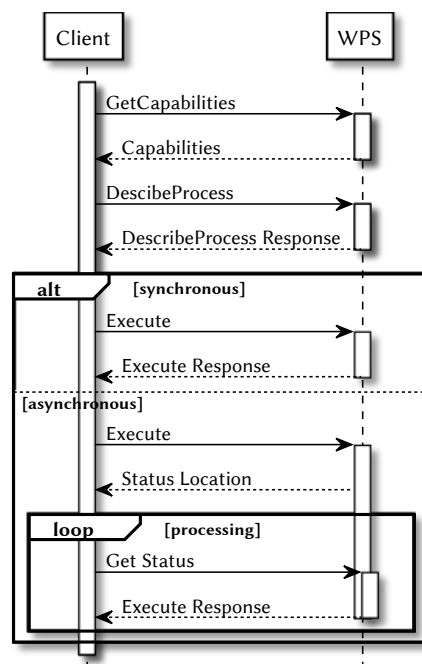 Client WPS
GetCapabilities
Capabilities
DescibeProcess
DescribeProcess Response
alt [synchronous]
Execute
Execute Response
[asynchronous]
Execute
Status Location
loop [processing]
Get Status
Execute Response